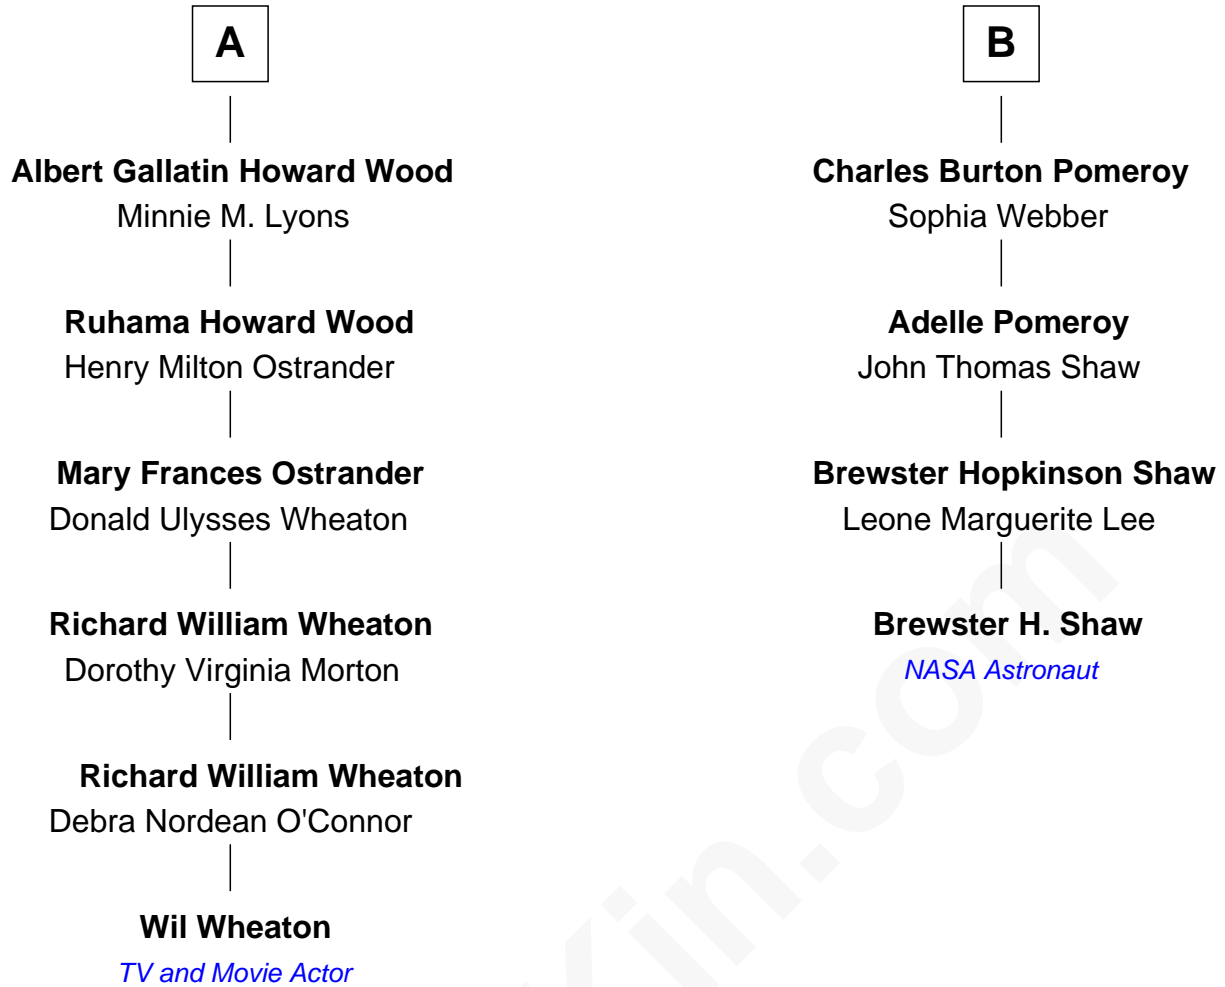 A
Albert Gallatin Howard Wood
Minnie M. Lyons
Ruhama Howard Wood
Henry Milton Ostrander
Mary Frances Ostrander
Donald Ulysses Wheaton
Richard William Wheaton
Dorothy Virginia Morton
Richard William Wheaton
Debra Nordean O'Connor
Wil Wheaton
TV and Movie Actor
B
Charles Burton Pomeroy
Sophia Webber
Adelle Pomeroy
John Thomas Shaw
Brewster Hopkinson Shaw
Leone Marguerite Lee
Brewster H. Shaw
NASA Astronaut